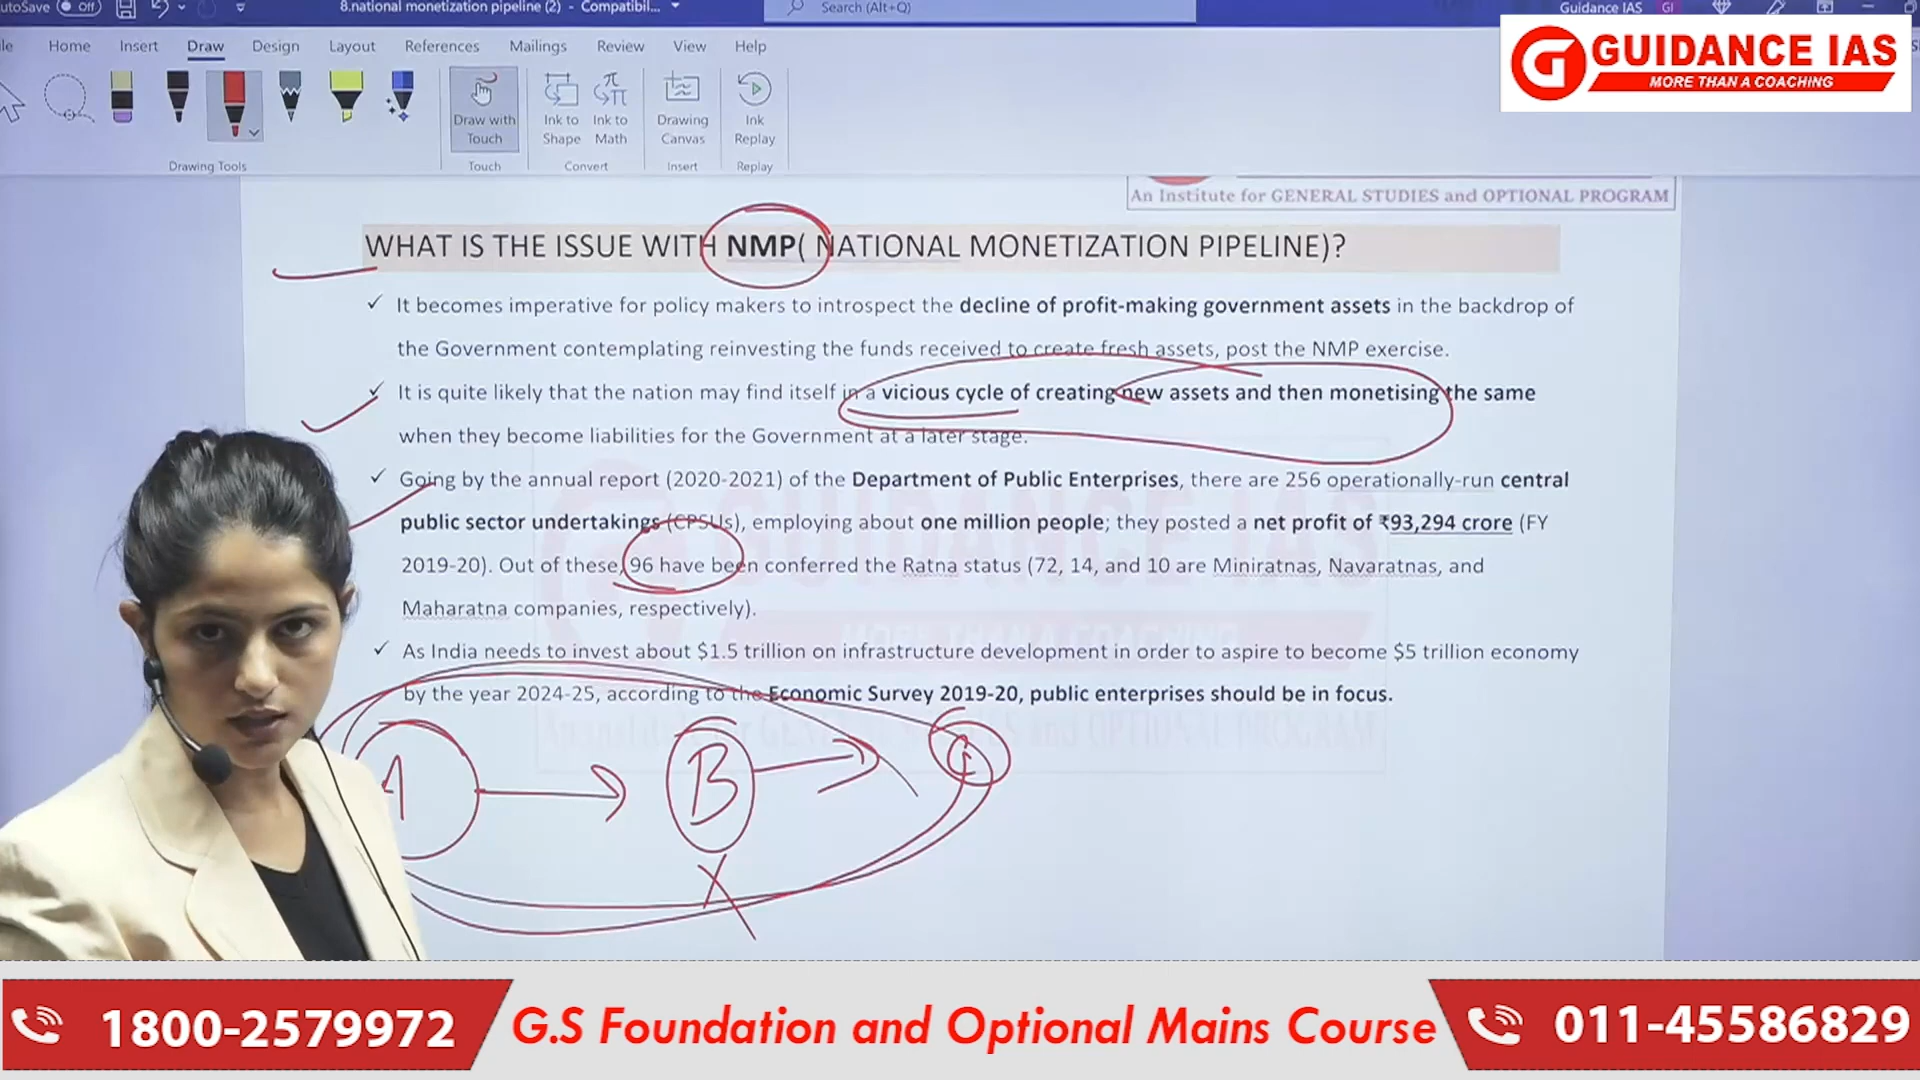 utoSave Off 8.national monetization pipeline (2) - Compatibil... Search (Alt+Q) Guidance IAS GI
le Home Insert Draw Design Layout References Mailings Review View Help
GUIDANCE IAS
MORE THAN A COACHING
Draw with Touch
Ink to Shape
Ink to Math
Drawing Canvas
Ink Replay
Drawing Tools Touch Convert Insert Replay
An Institute for GENERAL STUDIES and OPTIONAL PROGRAM
WHAT IS THE ISSUE WITH NMP( NATIONAL MONETIZATION PIPELINE)?
✓ It becomes imperative for policy makers to introspect the decline of profit-making government assets in the backdrop of
the Government contemplating reinvesting the funds received to create fresh assets, post the NMP exercise.
✓ It is quite likely that the nation may find itself in a vicious cycle of creating new assets and then monetising the same
when they become liabilities for the Government at a later stage.
✓ Going by the annual report (2020-2021) of the Department of Public Enterprises, there are 256 operationally-run central
public sector undertakings (CPSUs), employing about one million people; they posted a net profit of ₹93,294 crore (FY
2019-20). Out of these, 96 have been conferred the Ratna status (72, 14, and 10 are Miniratnas, Navaratnas, and
Maharatna companies, respectively).
✓ As India needs to invest about $1.5 trillion on infrastructure development in order to aspire to become $5 trillion economy
by the year 2024-25, according to the Economic Survey 2019-20, public enterprises should be in focus.
GUIDANCE IAS
MORE THAN A COACHING
B
1800-2579972
G.S Foundation and Optional Mains Course
011-45586829